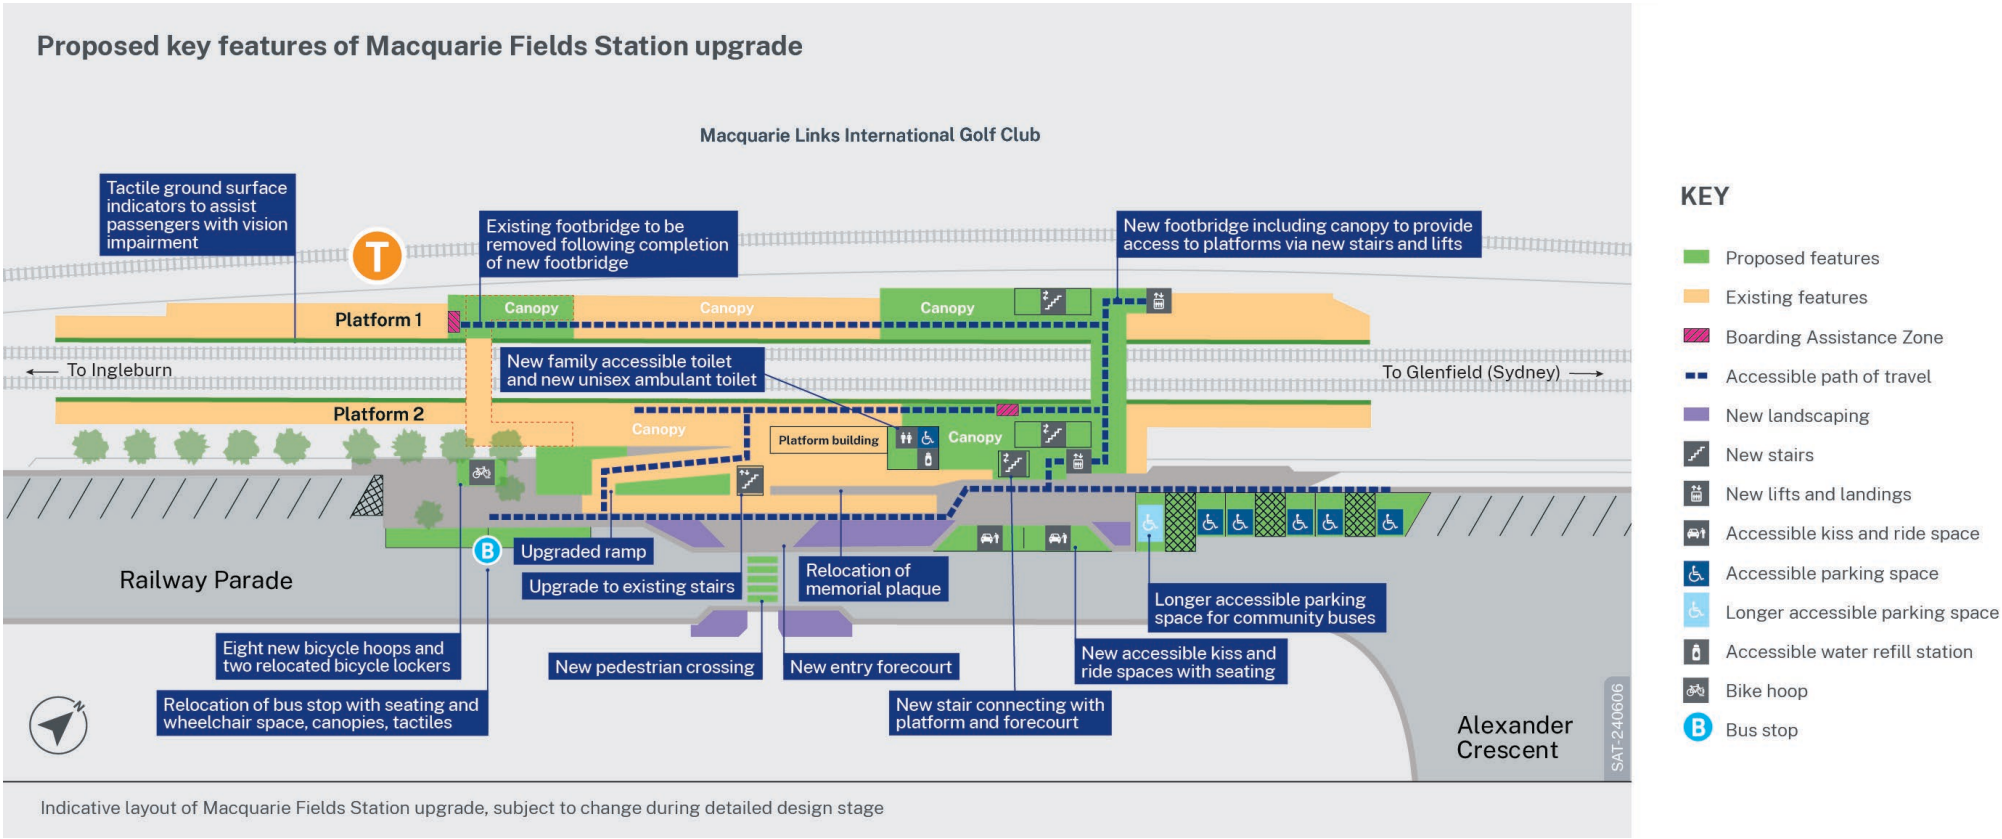 Proposed key features of Macquarie Fields Station upgrade
Macquarie Links International Golf Club
Tactile ground surface
indicators to assist
passengers with vision
impairment
T
Existing footbridge to be
removed following completion
of new footbridge
New footbridge including canopy to provide
access to platforms via new stairs and lifts
Canopy
Canopy
Canopy
Platform 1
New family accessible toilet
and new unisex ambulant toilet
To Ingleburn
To Glenfield (Sydney)
Platform 2
Canopy
Platform building
Canopy
B
Upgraded ramp
Upgrade to existing stairs
Relocation of
memorial plaque
Railway Parade
Longer accessible parking
space for community buses
Eight new bicycle hoops and
two relocated bicycle lockers
New pedestrian crossing
New entry forecourt
New accessible kiss and
ride spaces with seating
Relocation of bus stop with seating and
wheelchair space, canopies, tactiles
New stair connecting with
platform and forecourt
N
Alexander
Crescent
SAT-240606
Indicative layout of Macquarie Fields Station upgrade, subject to change during detailed design stage
KEY
Proposed features
Existing features
Boarding Assistance Zone
Accessible path of travel
New landscaping
New stairs
New lifts and landings
Accessible kiss and ride space
Accessible parking space
Longer accessible parking space
Accessible water refill station
Bike hoop
B Bus stop